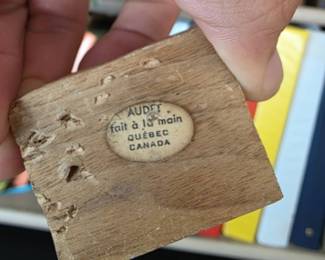 AUDET
fait à la main
QUÉBEC
CANADA